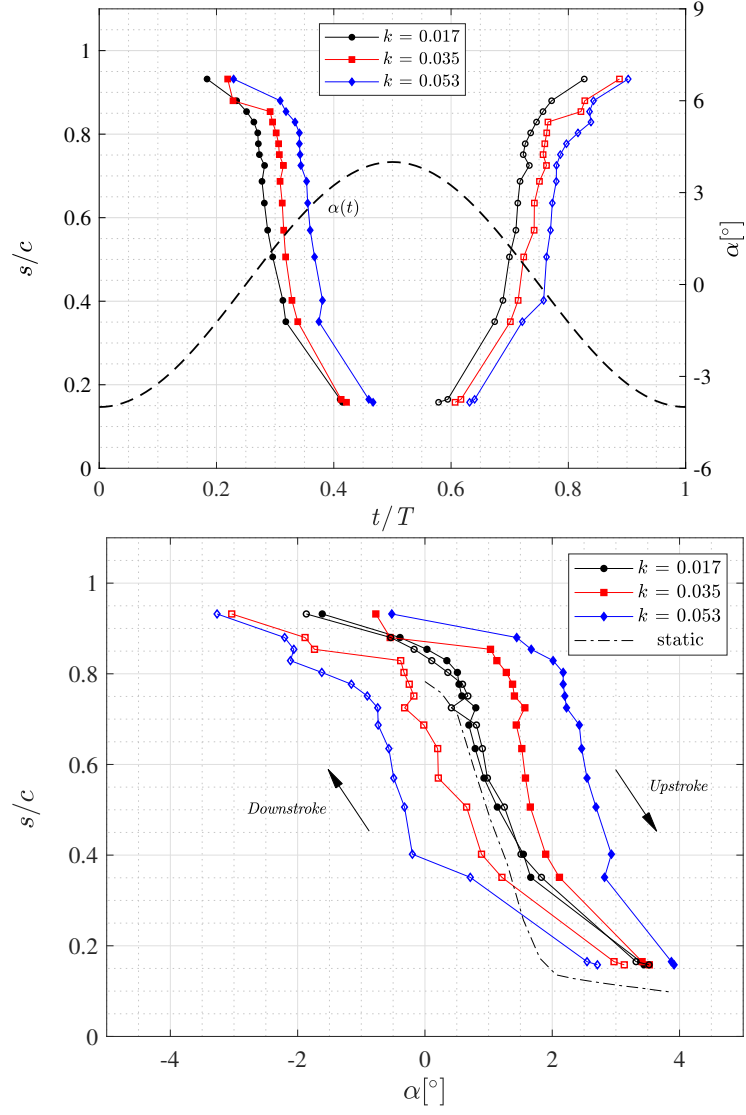 k = 0.017
k = 0.035
k = 0.053
1
0.8
0.6
0.4
0.2
0
s/c
9
6
3
0
-3
-6
α[°]
α(t)
0
0.2
0.4
0.6
0.8
1
t/T
k = 0.017
k = 0.035
k = 0.053
static
1
0.8
0.6
0.4
0.2
0
s/c
Upstroke
Downstroke
-4
-2
0
2
4
α[°]